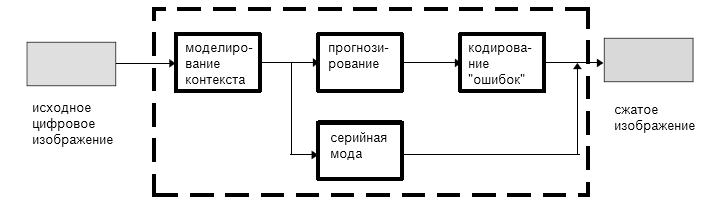 моделиро-
вание
контекста
прогнози-
рование
кодирова-
ние
"ошибок"
исходное
цифровое
изображение
серийная
мода
сжатое
изображение